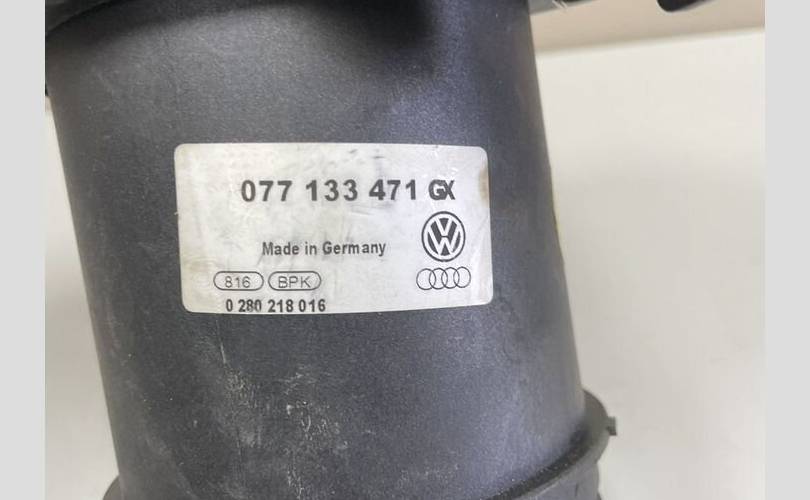 077 133 471 GX
Made in Germany
816 BPK
0 280 218 016